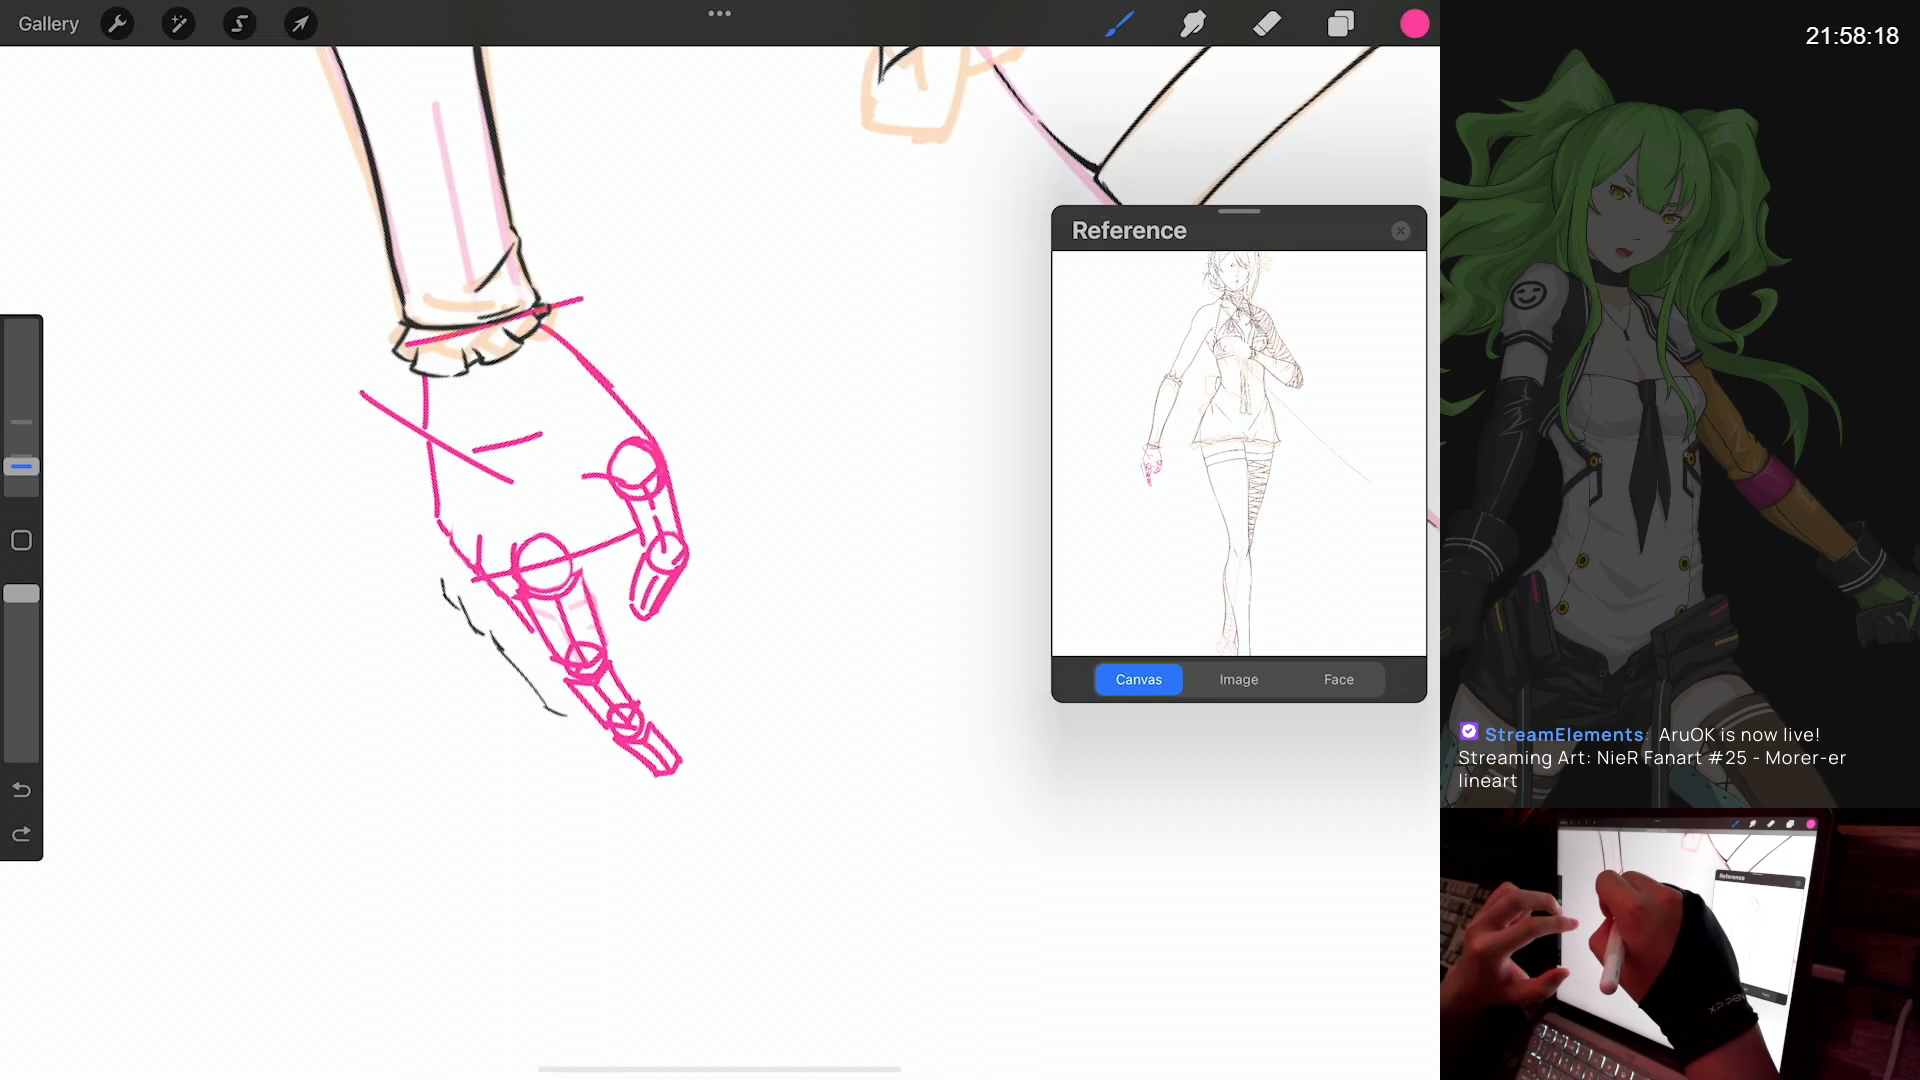 Gallery
21:58:18
Reference
Canvas Image Face
StreamElements: AruOK is now live!
Streaming Art: NieR Fanart #25 - Morer-er
lineart
Reference